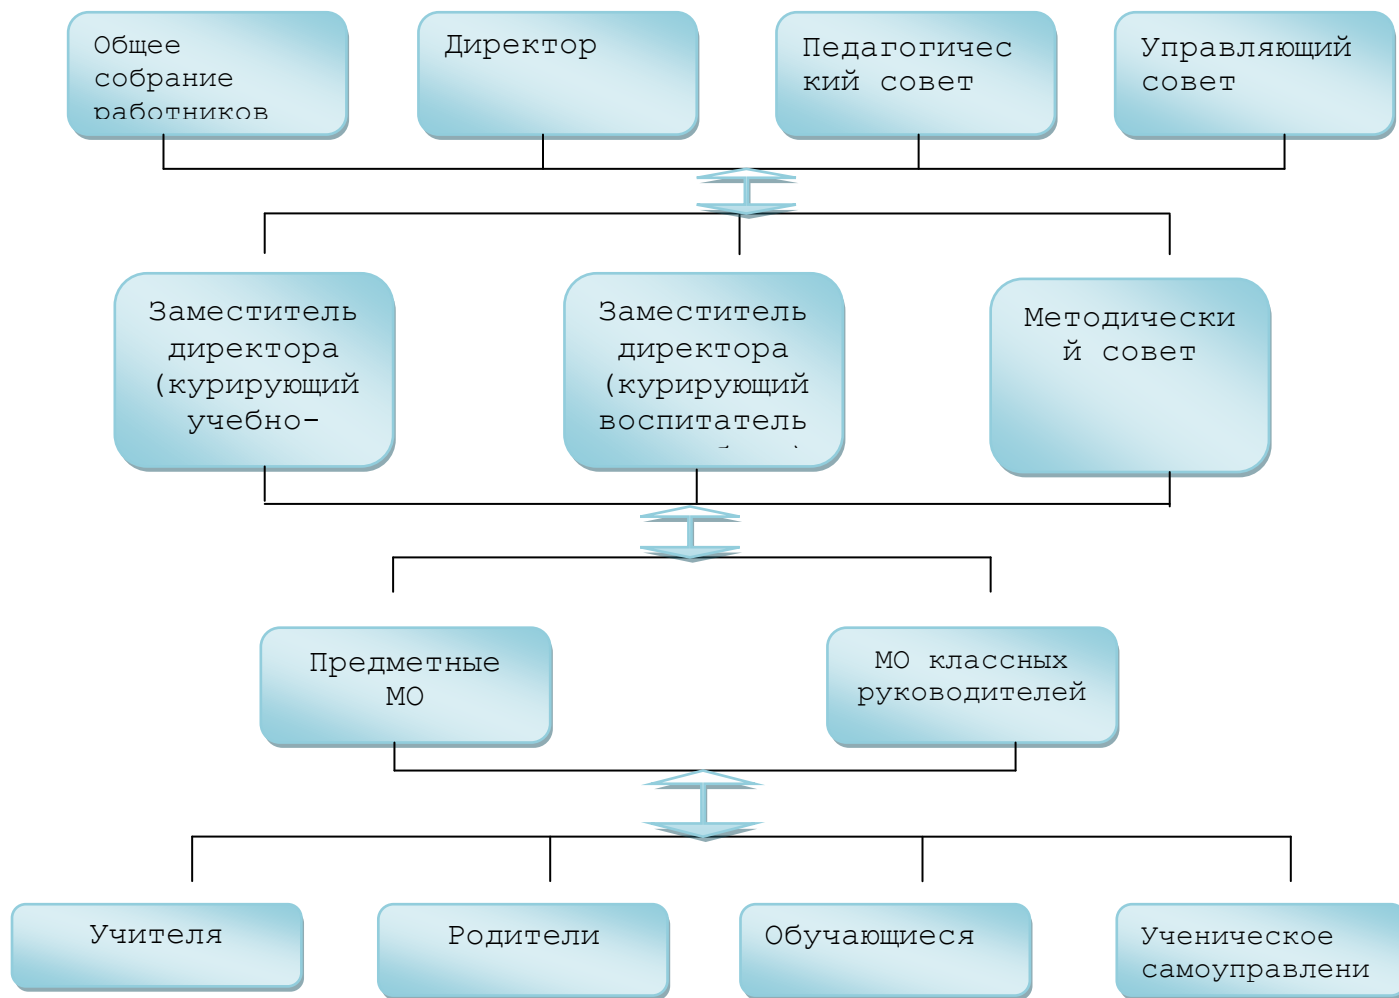 Общее
собрание
работников
Директор
Педагогичес
кий совет
Управляющий
совет
Заместитель
директора
(курирующий
учебно-
Заместитель
директора
(курирующий
воспитатель
Методически
й совет
Предметные
МО
МО классных
руководителей
Учителя
Родители
Обучающиеся
Ученическое
самоуправлени